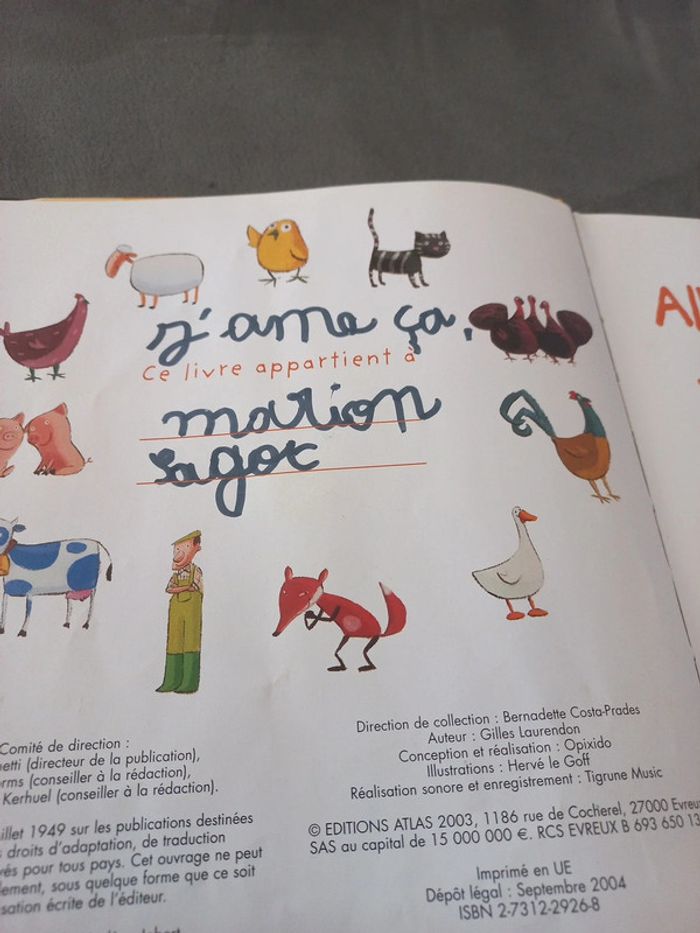 j'ame ça,
Ce livre appartient à
marion
Sagot
Al
Direction de collection : Bernadette Costa-Prades
Auteur : Gilles Laurendon
Conception et réalisation : Opixido
Illustrations : Hervé le Goff
Réalisation sonore et enregistrement : Tigrune Music
© EDITIONS ATLAS 2003, 1186 rue de Cocherel, 27000 Evreu
SAS au capital de 15 000 000 €. RCS EVREUX B 693 650 13
Imprimé en UE
Dépôt légal : Septembre 2004
ISBN 2-7312-2926-8
Comité de direction :
etti (directeur de la publication),
rms (conseiller à la rédaction),
Kerhuel (conseiller à la rédaction).
illet 1949 sur les publications destinées
droits d'adaptation, de traduction
vés pour tous pays. Cet ouvrage ne peut
lement, sous quelque forme que ce soit
sation écrite de l'éditeur.